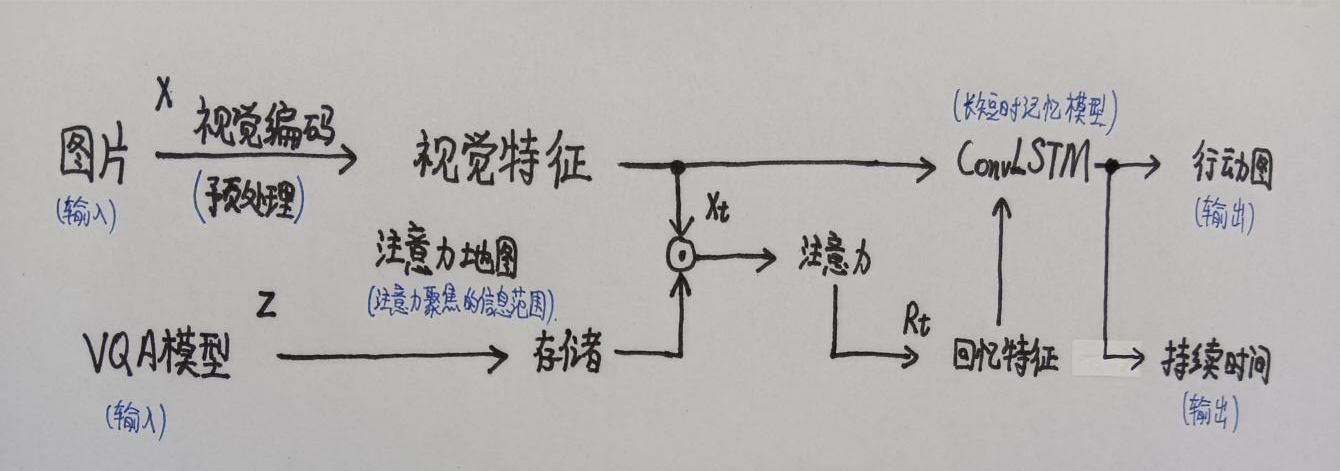 X
视觉编码
图片
(预处理)
(输入)
视觉特征
Xt
(长短时记忆模型)
ConvLSTM
行动图
(输出)
注意力地图
(注意力聚焦的信息范围).
注意力
Z
VQA模型
(输入)
存储
Rt
回忆特征
持续时间
(输出)